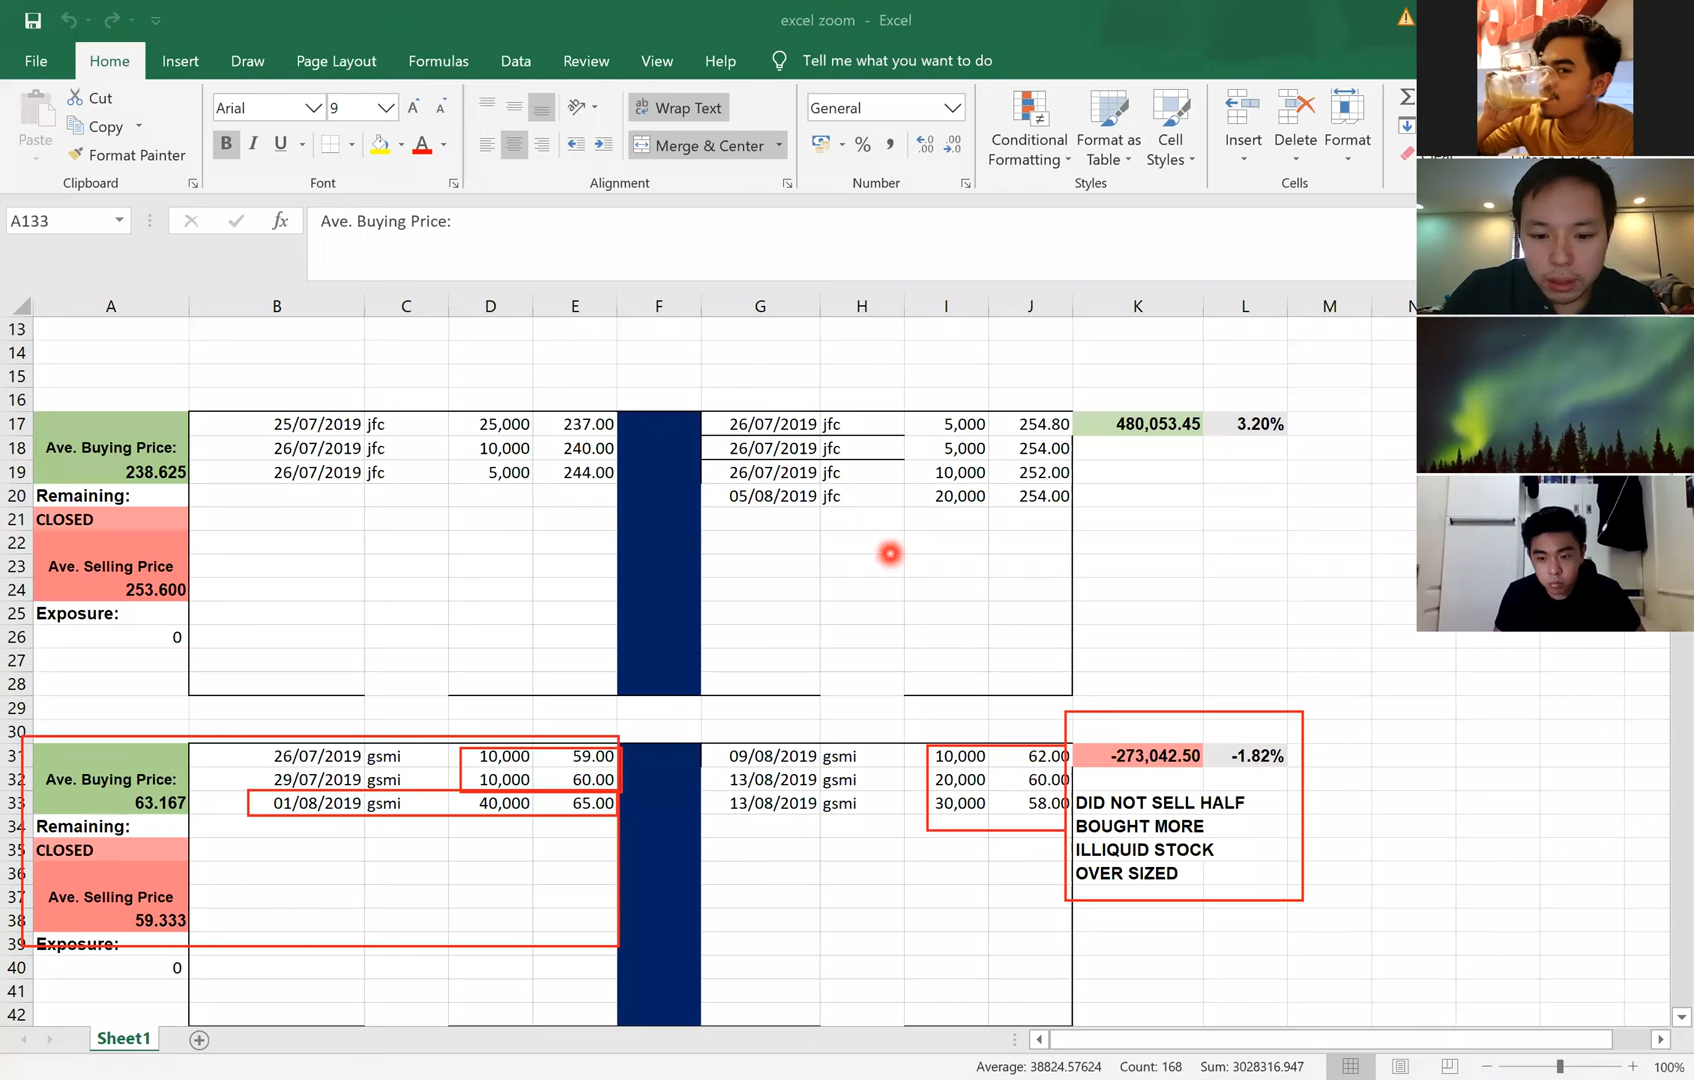 excel zoom - Excel
File Home Insert Draw Page Layout Formulas Data Review View Help Tell me what you want to do
Paste Cut Copy Format Painter Clipboard
Arial 9 B I U A Font
Wrap Text Merge & Center Alignment
General % Number
Conditional Formatting Format as Table Cell Styles Styles
Insert Delete Format Cells
A133 fx Ave. Buying Price:
A B C D E F G H I J K L M N
13
14
15
16
17 25/07/2019 jfc 25,000 237.00 26/07/2019 jfc 5,000 254.80 480,053.45 3.20%
18 Ave. Buying Price: 26/07/2019 jfc 10,000 240.00 26/07/2019 jfc 5,000 254.00
19 238.625 26/07/2019 jfc 5,000 244.00 26/07/2019 jfc 10,000 252.00
20 Remaining: 05/08/2019 jfc 20,000 254.00
21 CLOSED
22
23 Ave. Selling Price
24 253.600
25 Exposure:
26 0
27
28
29
30
31 26/07/2019 gsmi 10,000 59.00 09/08/2019 gsmi 10,000 62.00 -273,042.50 -1.82%
32 Ave. Buying Price: 29/07/2019 gsmi 10,000 60.00 13/08/2019 gsmi 20,000 60.00
33 63.167 01/08/2019 gsmi 40,000 65.00 13/08/2019 gsmi 30,000 58.00 DID NOT SELL HALF
34 Remaining: BOUGHT MORE
35 CLOSED ILLIQUID STOCK
36 OVER SIZED
37 Ave. Selling Price
38 59.333
39 Exposure:
40 0
41
42
Sheet1
Average: 38824.57624 Count: 168 Sum: 3028316.947 100%